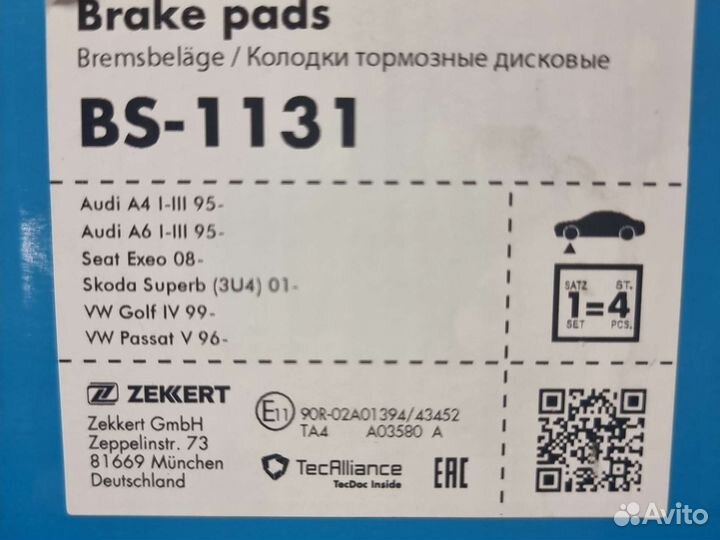 Brake pads
Bremsbeläge / Колодки тормозные дисковые
BS-1131
Audi A4 I-III 95-
Audi A6 I-III 95-
Seat Exeo 08-
Skoda Superb (3U4) 01-
VW Golf IV 99-
VW Passat V 96-
SATZ ST.
1=4
SET PCS.
ZEKKERT
Zekkert GmbH
Zeppelinstr. 73
81669 München
Deutschland
E11 90R-02A01394/43452
TA4 A03580 A
TecAlliance
TecDoc Inside
EAC
Avito